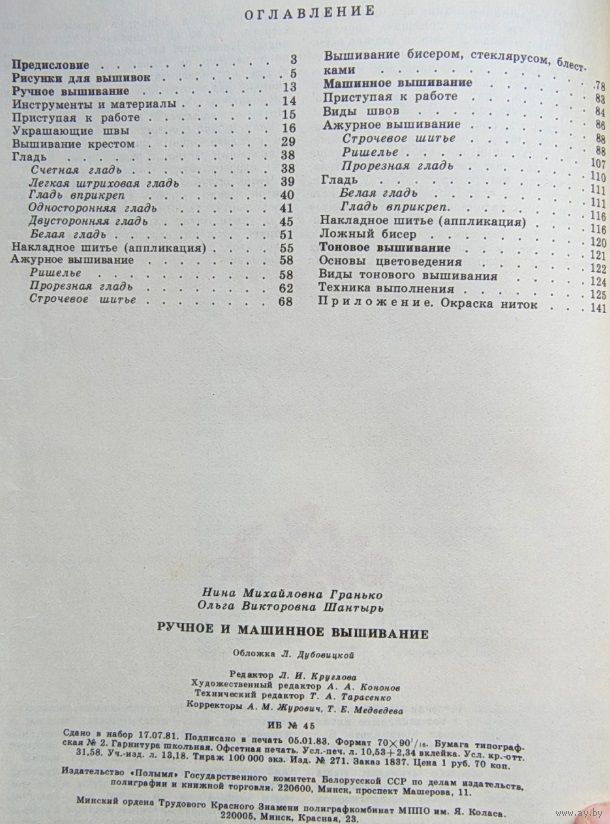 ОГЛАВЛЕНИЕ
Предисловие . . . 3
Рисунки для вышивок . . . 5
Ручное вышивание . . . 13
Инструменты и материалы . . . 14
Приступая к работе . . . 15
Украшающие швы . . . 16
Вышивание крестом . . . 29
Гладь . . . 38
Счетная гладь . . . 38
Легкая штриховая гладь . . . 39
Гладь вприкреп . . . 40
Односторонняя гладь . . . 41
Двусторонняя гладь . . . 45
Белая гладь . . . 51
Накладное шитье (аппликация) . . . 55
Ажурное вышивание . . . 58
Ришелье . . . 58
Прорезная гладь . . . 62
Строчевое шитье . . . 68
Вышивание бисером, стеклярусом, блест-
ками . . . 78
Машинное вышивание . . . 83
Приступая к работе . . . 84
Виды швов . . . 86
Ажурное вышивание . . . 88
Строчевое шитье . . . 88
Ришелье . . . 107
Прорезная гладь . . . 110
Гладь . . . 111
Белая гладь . . . 111
Гладь вприкреп . . . 116
Накладное шитье (аппликация) . . . 116
Ложный бисер . . . 120
Тоновое вышивание . . . 121
Основы цветоведения . . . 122
Виды тонового вышивания . . . 124
Техника выполнения . . . 125
Приложение. Окраска ниток . . . 141
Нина Михайловна Гранько
Ольга Викторовна Шантырь
РУЧНОЕ И МАШИННОЕ ВЫШИВАНИЕ
Обложка Л. Дубовицкой
Редактор Л. И. Круглова
Художественный редактор А. А. Кононов
Технический редактор Т. А. Тарасенко
Корректоры А. М. Журович, Т. Е. Медведева
ИБ № 45
Сдано в набор 17.07.81. Подписано в печать 05.01.83. Формат 70×90¹/₁₆. Бумага типограф-
ская № 2. Гарнитура школьная. Офсетная печать. Усл.-печ. л. 10,53+2,34 вклейка. Усл. кр.-отт.
31,58. Уч.-изд. л. 13,18. Тираж 100 000 экз. Изд. № 271. Заказ 1837. Цена 1 руб. 70 коп.
Издательство «Полымя» Государственного комитета Белорусской ССР по делам издательств,
полиграфии и книжной торговли. 220600, Минск, проспект Машерова, 11.
Минский ордена Трудового Красного Знамени полиграфкомбинат МППО им. Я. Коласа.
220005, Минск, Красная, 23.
www.ay.by